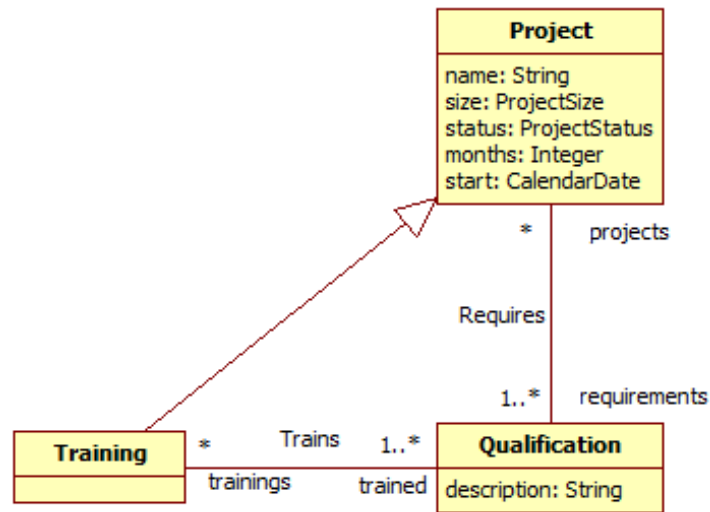 Project
name: String
size: ProjectSize
status: ProjectStatus
months: Integer
start: CalendarDate
* projects
Requires
1..* requirements
Training
* Trains 1..*
trainings trained
Qualification
description: String